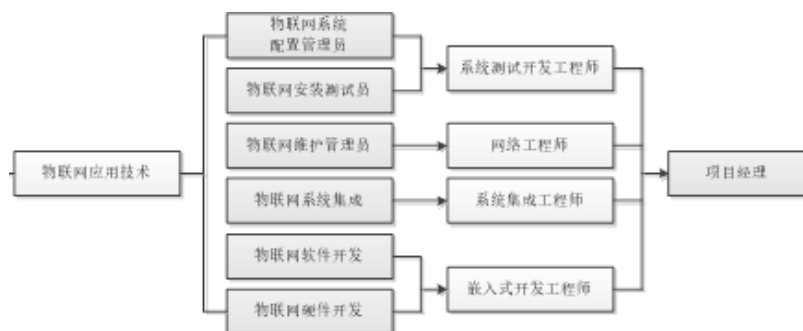 物联网系统
配置管理员
系统测试开发工程师
物联网安装测试员
物联网维护管理员
网络工程师
物联网应用技术
项目经理
物联网系统集成
系统集成工程师
物联网软件开发
嵌入式开发工程师
物联网硬件开发